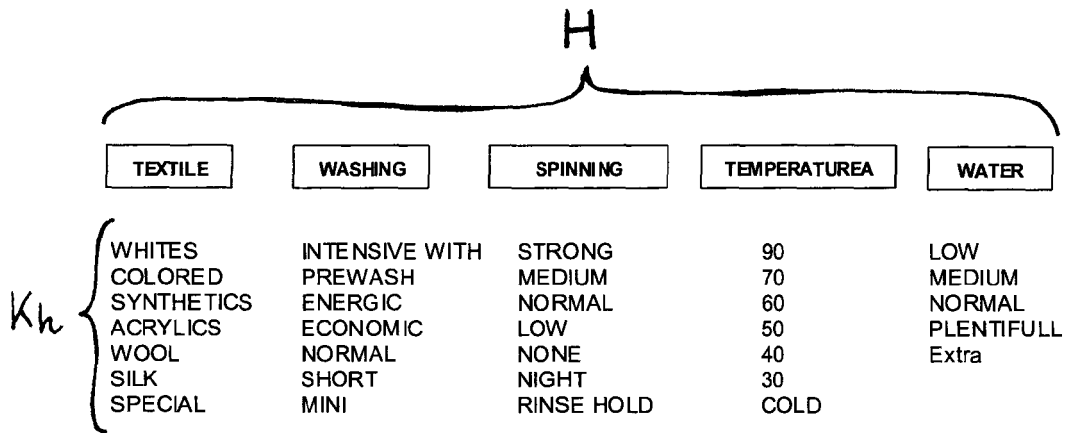 H
TEXTILE WASHING SPINNING TEMPERATUREA WATER
WHITES INTENSIVE WITH STRONG 90 LOW
COLORED PREWASH MEDIUM 70 MEDIUM
SYNTHETICS ENERGIC NORMAL 60 NORMAL
Kh ACRYLICS ECONOMIC LOW 50 PLENTIFULL
WOOL NORMAL NONE 40 Extra
SILK SHORT NIGHT 30
SPECIAL MINI RINSE HOLD COLD